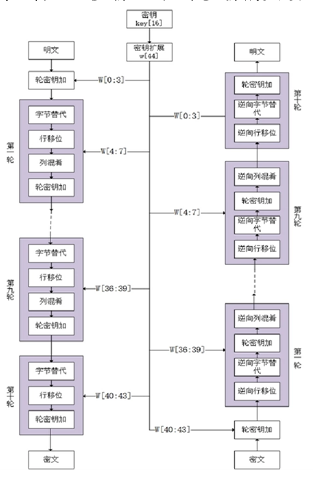 密钥
key[16]
密钥扩展
w[44]
明文
轮密钥加
W[0:3]
第一轮
字节替代
行移位
列混肴
轮密钥加
W[4:7]
第九轮
字节替代
行移位
列混肴
轮密钥加
W[36:39]
第十轮
字节替代
行移位
轮密钥加
W[40:43]
密文
明文
第十轮
轮密钥加
逆向字节替
代
逆向行移位
W[0:3]
第九轮
逆向列混肴
轮密钥加
逆向字节替
代
逆向行移位
W[4:7]
第一轮
逆向列混肴
轮密钥加
逆向字节替
代
逆向行移位
W[36:39]
W[40:43]
轮密钥加
密文